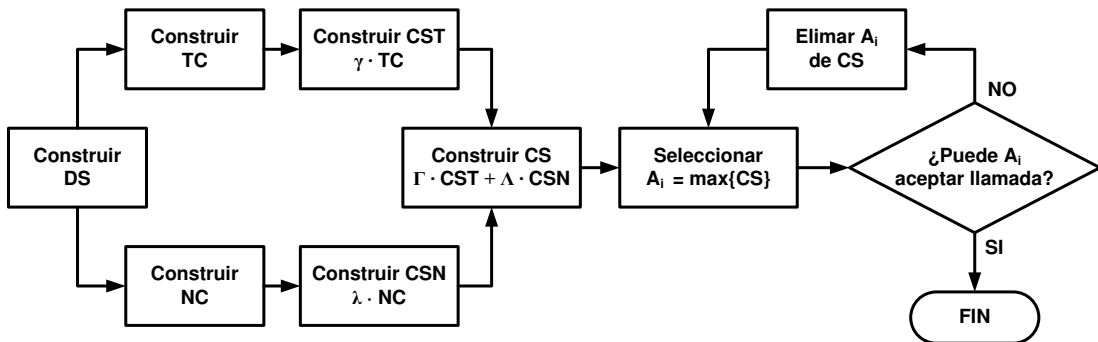 Construir
TC
Construir CST
γ · TC
Elimar Ai
de CS
NO
Construir
DS
Construir CS
Γ · CST + Λ · CSN
Seleccionar
Ai = max{CS}
¿Puede Ai
aceptar llamada?
SI
Construir
NC
Construir CSN
λ · NC
FIN